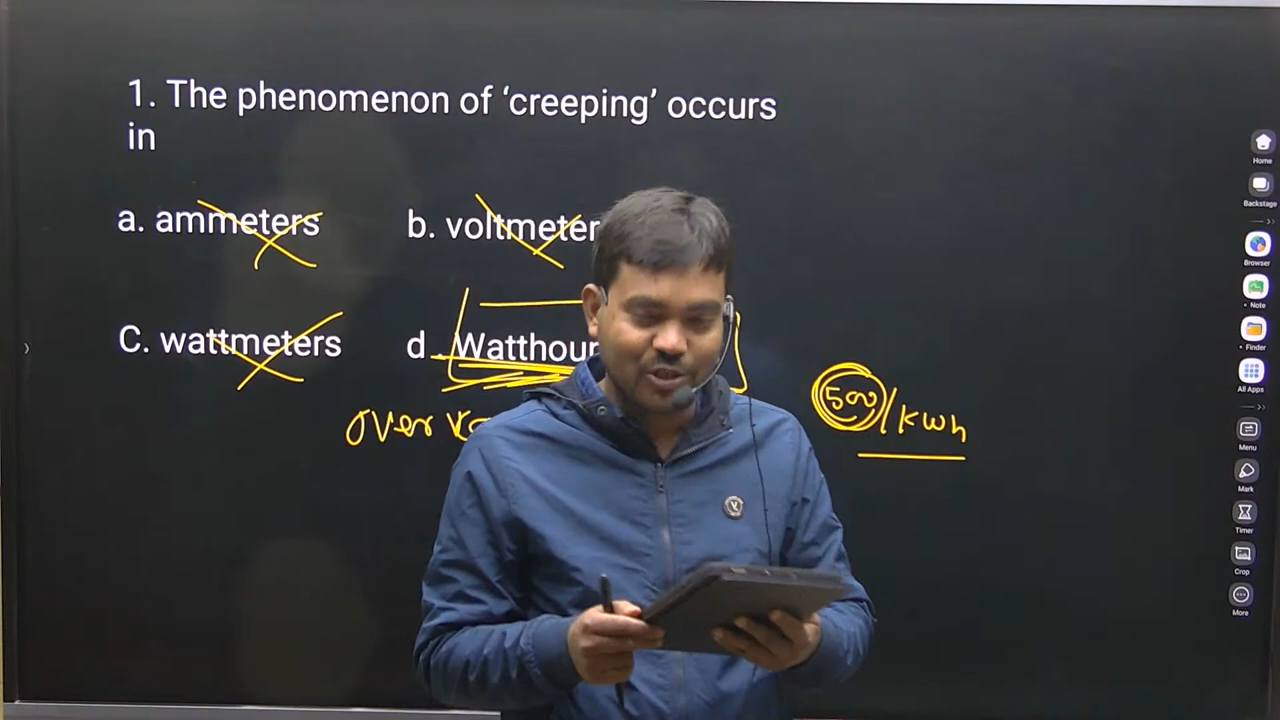 1. The phenomenon of ‘creeping’ occurs
in
a. ammeters b. voltmeter
C. wattmeters d. Watthour
over
500/kwh
Home
Backstage
Browser
Note
Finder
All Apps
Menu
Mark
Timer
Crop
More